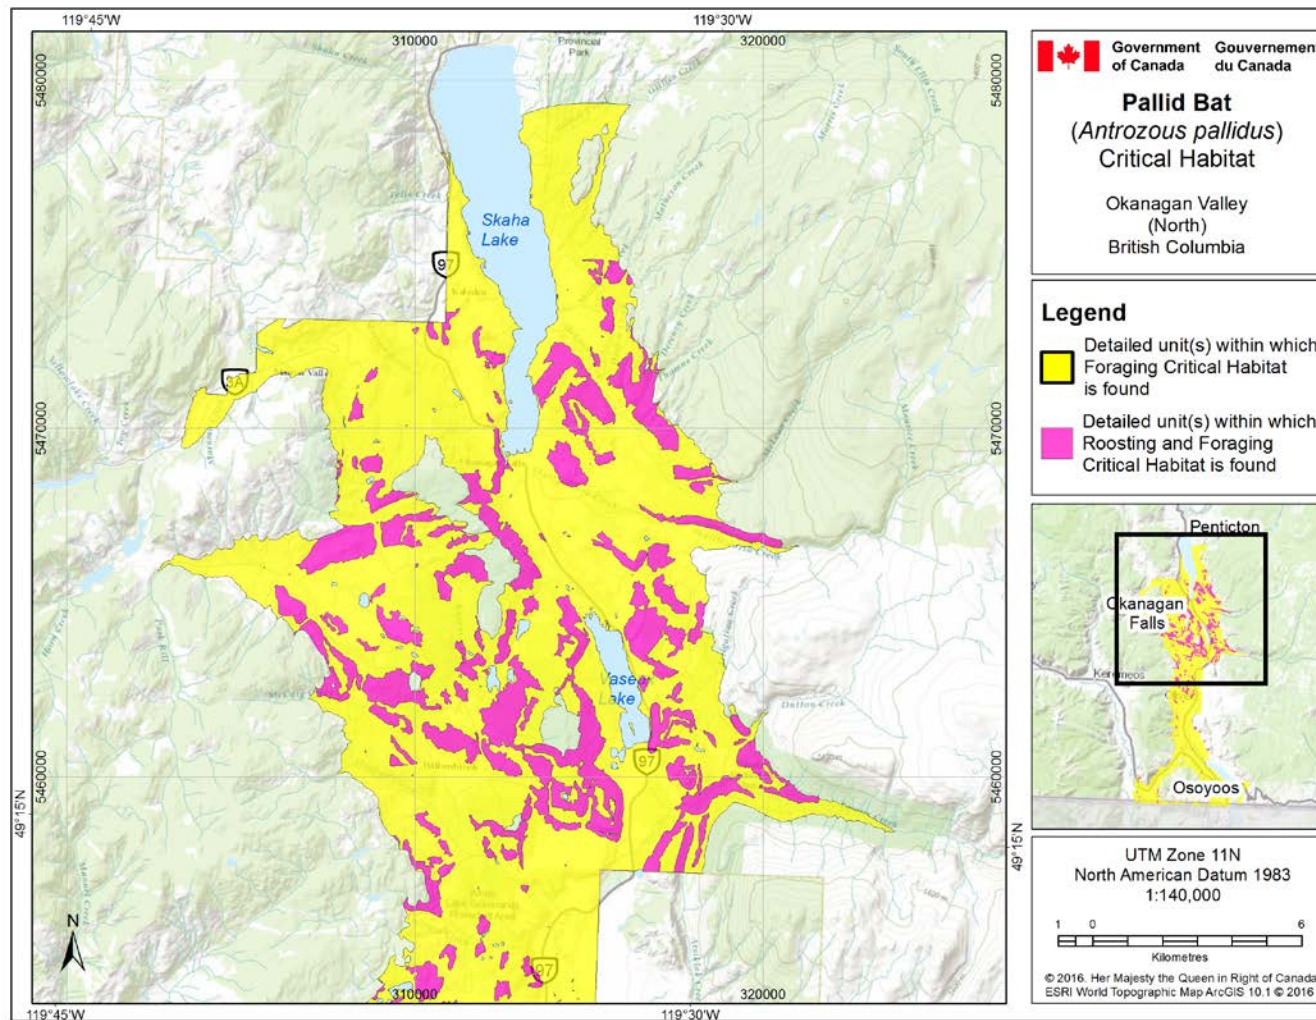 119°45'W
119°30'W
310000
320000
Provincial
Park
5480000
5480000
Skaha
Lake
97
3A
5470000
5470000
Vaseux
Lake
Dutton Creek
97
5460000
5460000
49°15'N
49°15'N
97
N
310000
320000
119°45'W
119°30'W
Government
of Canada
Gouvernemen
du Canada
Pallid Bat
(Antrozous pallidus)
Critical Habitat
Okanagan Valley
(North)
British Columbia
Legend
Detailed unit(s) within which
Foraging Critical Habitat
is found
Detailed unit(s) within which
Roosting and Foraging
Critical Habitat is found
Penticton
Okanagan
Falls
Keremeos
Osoyoos
UTM Zone 11N
North American Datum 1983
1:140,000
1 0 6
Kilometres
© 2016. Her Majesty the Queen in Right of Canada
ESRI World Topographic Map ArcGIS 10.1 © 2016